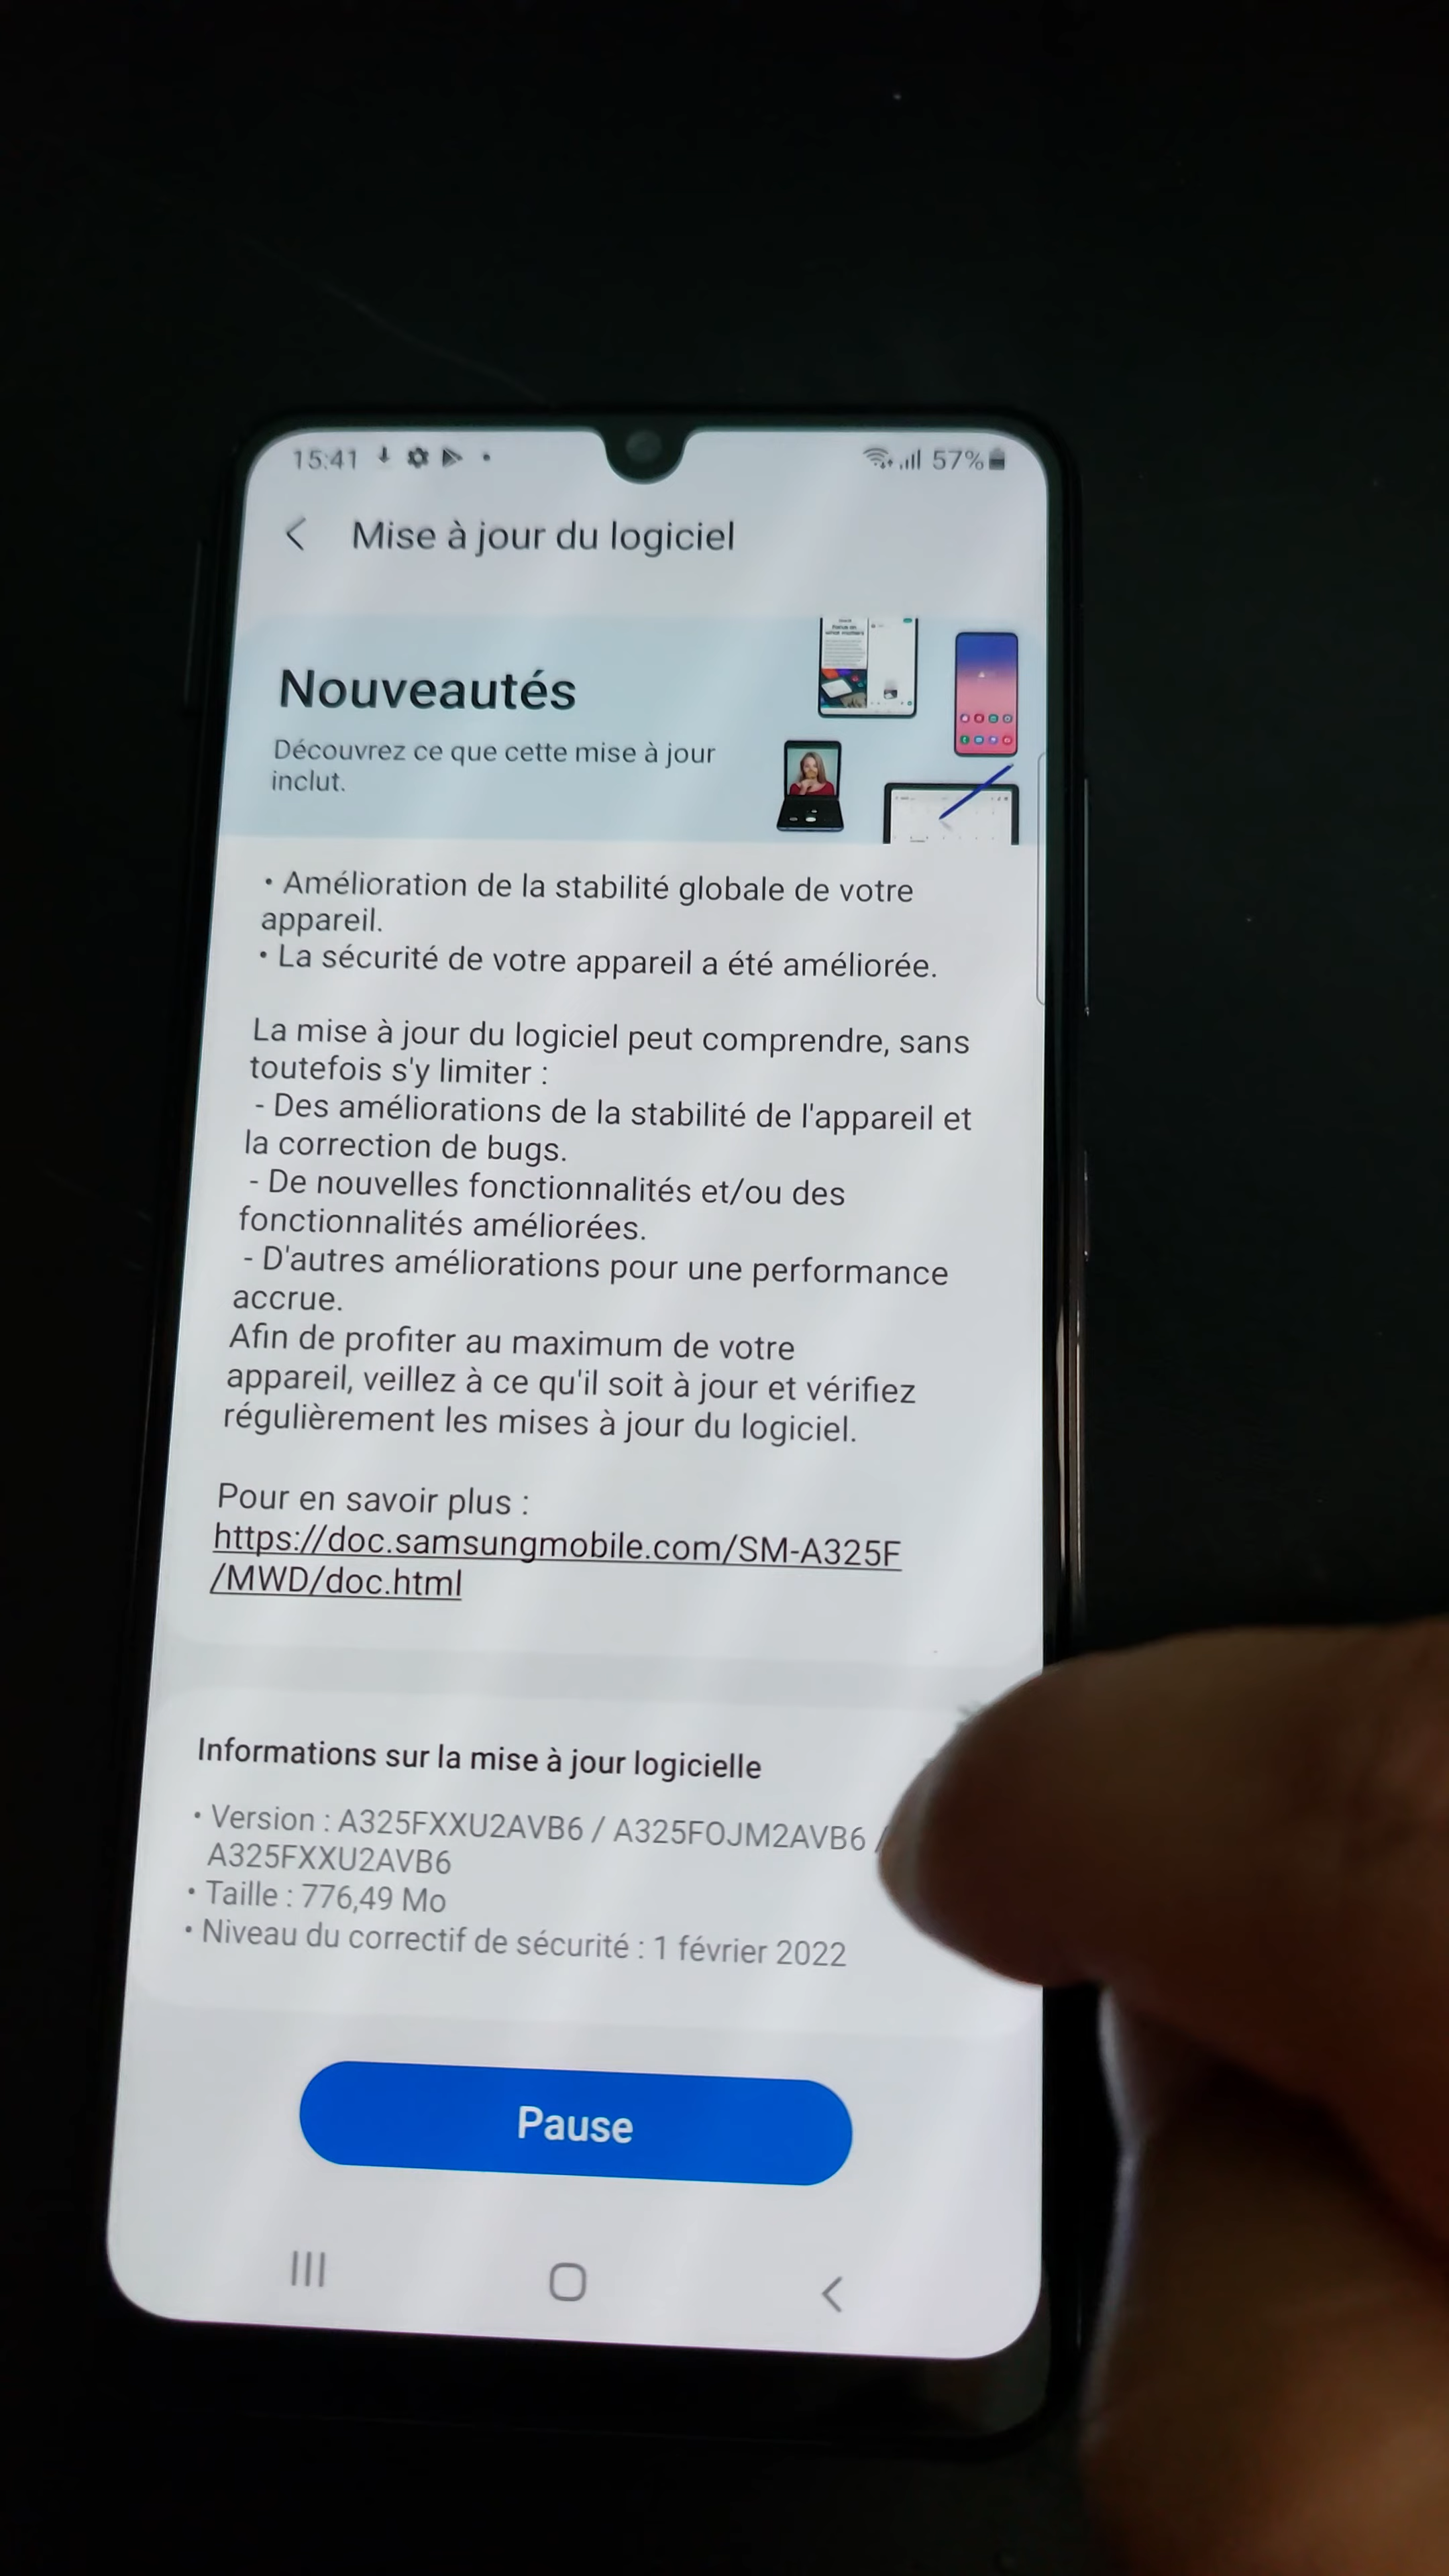 15:41
57%
Mise à jour du logiciel
Nouveautés
Découvrez ce que cette mise à jour
inclut.
• Amélioration de la stabilité globale de votre
appareil.
• La sécurité de votre appareil a été améliorée.
La mise à jour du logiciel peut comprendre, sans
toutefois s'y limiter :
- Des améliorations de la stabilité de l'appareil et
la correction de bugs.
- De nouvelles fonctionnalités et/ou des
fonctionnalités améliorées.
- D'autres améliorations pour une performance
accrue.
Afin de profiter au maximum de votre
appareil, veillez à ce qu'il soit à jour et vérifiez
régulièrement les mises à jour du logiciel.
Pour en savoir plus :
https://doc.samsungmobile.com/SM-A325F
/MWD/doc.html
Informations sur la mise à jour logicielle
• Version : A325FXXU2AVB6 / A325FOJM2AVB6 /
A325FXXU2AVB6
• Taille : 776,49 Mo
• Niveau du correctif de sécurité : 1 février 2022
Pause